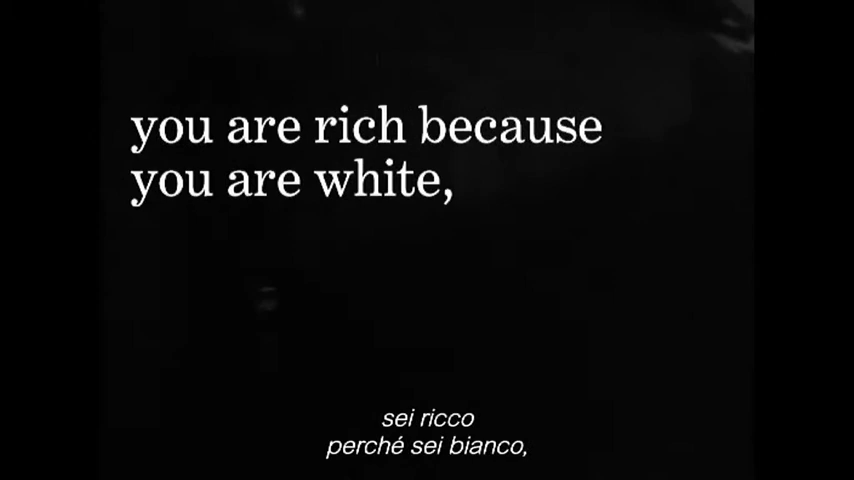 you are rich because
you are white,
sei ricco
perché sei bianco,